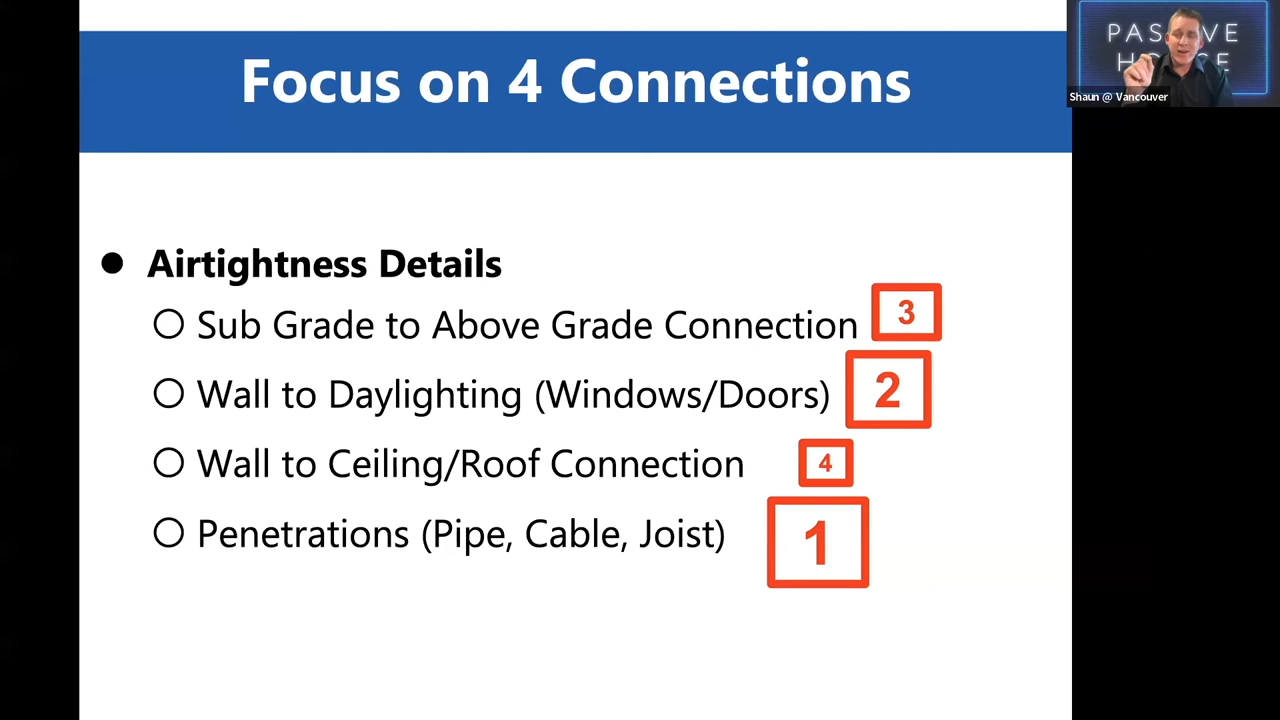 Focus on 4 Connections
PASSIVE
HOUSE
Shaun @ Vancouver
Airtightness Details
Sub Grade to Above Grade Connection 3
Wall to Daylighting (Windows/Doors) 2
Wall to Ceiling/Roof Connection 4
Penetrations (Pipe, Cable, Joist) 1